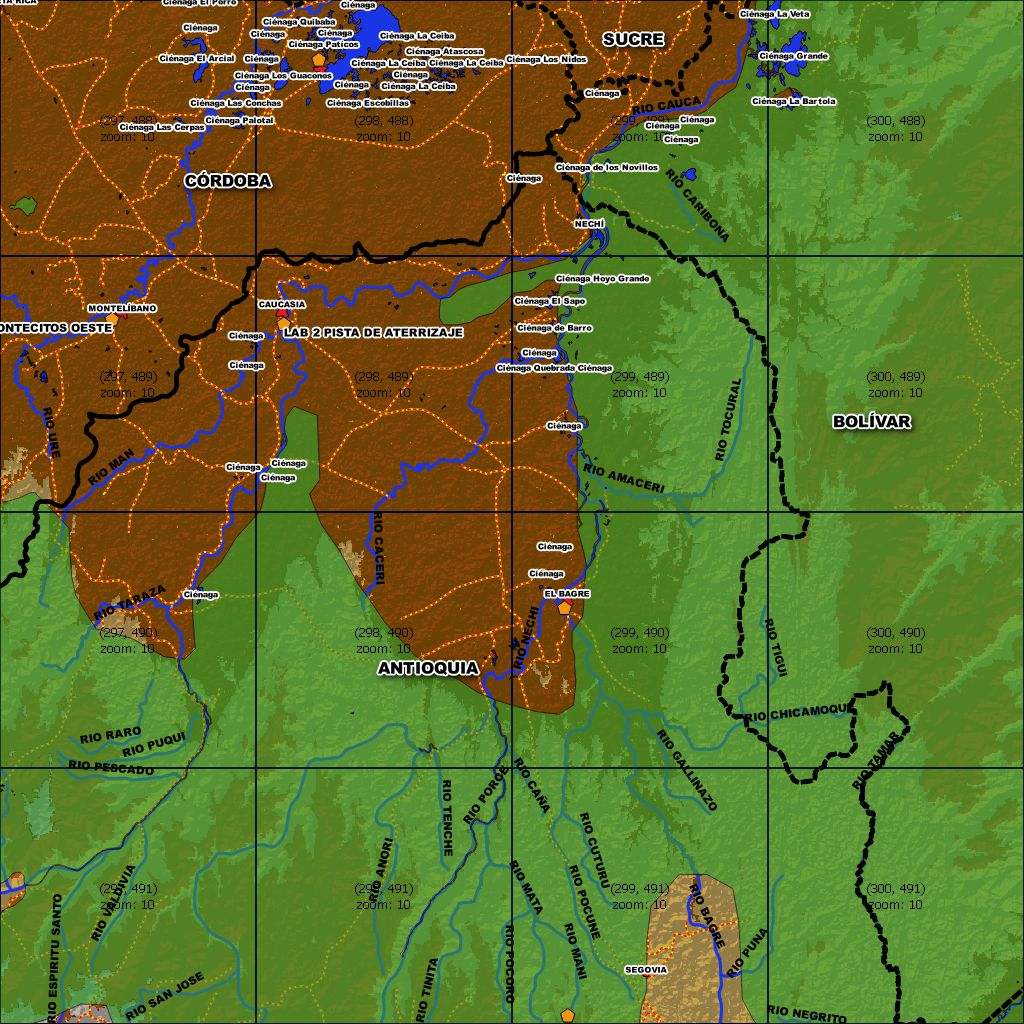 TA RICA
Ciénaga El Porro
Ciénaga
Ciénaga La Veta
Ciénaga Quibaba
Ciénaga
Ciénaga
Ciénaga
Ciénaga La Ceiba
SUCRE
Ciénaga Paticos
Ciénaga Atascosa
Ciénaga El Arcial
Ciénaga
Ciénaga La Ceiba
Ciénaga La Ceiba
Ciénaga Los Nidos
Ciénaga Grande
Ciénaga Los Guaconos
Ciénaga
Ciénaga
Ciénaga
Ciénaga La Ceiba
Ciénaga
Ciénaga Las Conchas
Ciénaga Escobillas
RIO CAUCA
Ciénaga La Bartola
(297, 488)
zoom: 10
Ciénaga Palotal
Ciénaga Las Cerpas
(298, 488)
zoom: 10
(299, 488)
zoom: 10
Ciénaga
Ciénaga
Ciénaga
(300, 488)
zoom: 10
Ciénaga de los Novillos
Ciénaga
CÓRDOBA
RIO CARIBONA
NECHÍ
Ciénaga Hoyo Grande
MONTELÍBANO
CAUCASIA
Ciénaga El Sapo
ONTECITOS OESTE
LAB 2 PISTA DE ATERRIZAJE
Ciénaga
Ciénaga de Barro
Ciénaga
Ciénaga
Ciénaga Quebrada Ciénaga
(297, 489)
zoom: 10
(298, 489)
zoom: 10
(299, 489)
zoom: 10
(300, 489)
zoom: 10
RIO URE
RIO TOCURAL
BOLÍVAR
Ciénaga
RIO MAN
Ciénaga
Ciénaga
Ciénaga
RIO AMACERI
RIO CACERI
Ciénaga
Ciénaga
RIO TARAZA
Ciénaga
EL BAGRE
RIO NECHI
(297, 490)
zoom: 10
(298, 490)
zoom: 10
(299, 490)
zoom: 10
(300, 490)
zoom: 10
RIO TIGUI
ANTIOQUIA
RIO CHICAMOQUE
RIO RARO
RIO PUQUI
RIO PESCADO
RIO GALLINAZO
RIO TAMAR
RIO PORCE
RIO CAÑA
RIO TENCHE
RIO CUTURU
RIO ANORI
RIO VALDIVIA
RIO MATA
RIO POCUNE
(297, 491)
zoom: 10
(298, 491)
zoom: 10
(299, 491)
zoom: 10
(300, 491)
zoom: 10
RIO BAGRE
RIO ESPIRITU SANTO
RIO POCORO
RIO MANI
RIO PUNA
RIO TINITA
SEGOVIA
RIO SAN JOSE
RIO NEGRITO